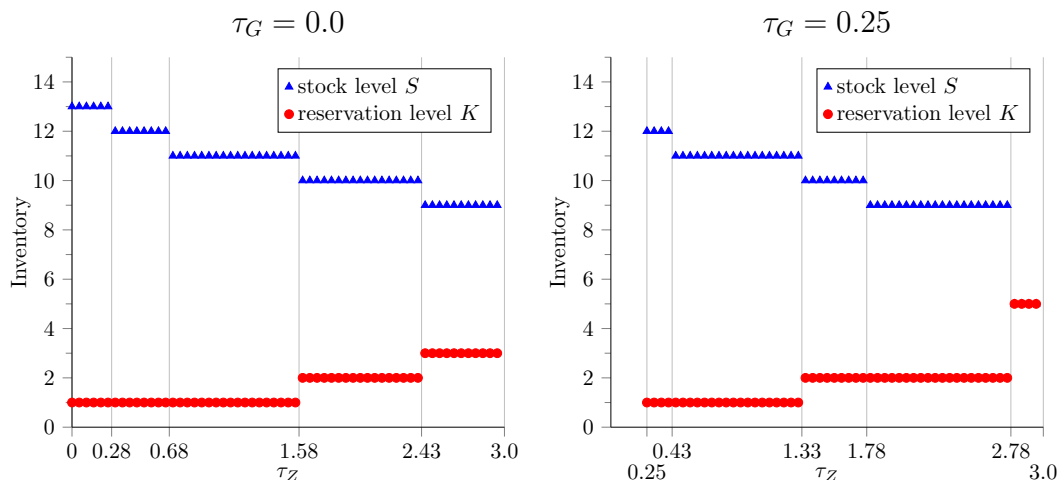 τ_G = 0.0
14
12
10
8
6
4
2
0
Inventory
stock level S
reservation level K
0 0.28 0.68 1.58 2.43 3.0
τ_Z
τ_G = 0.25
14
12
10
8
6
4
2
0
Inventory
stock level S
reservation level K
0.43 1.33 1.78 2.78
0.25 3.0
τ_Z